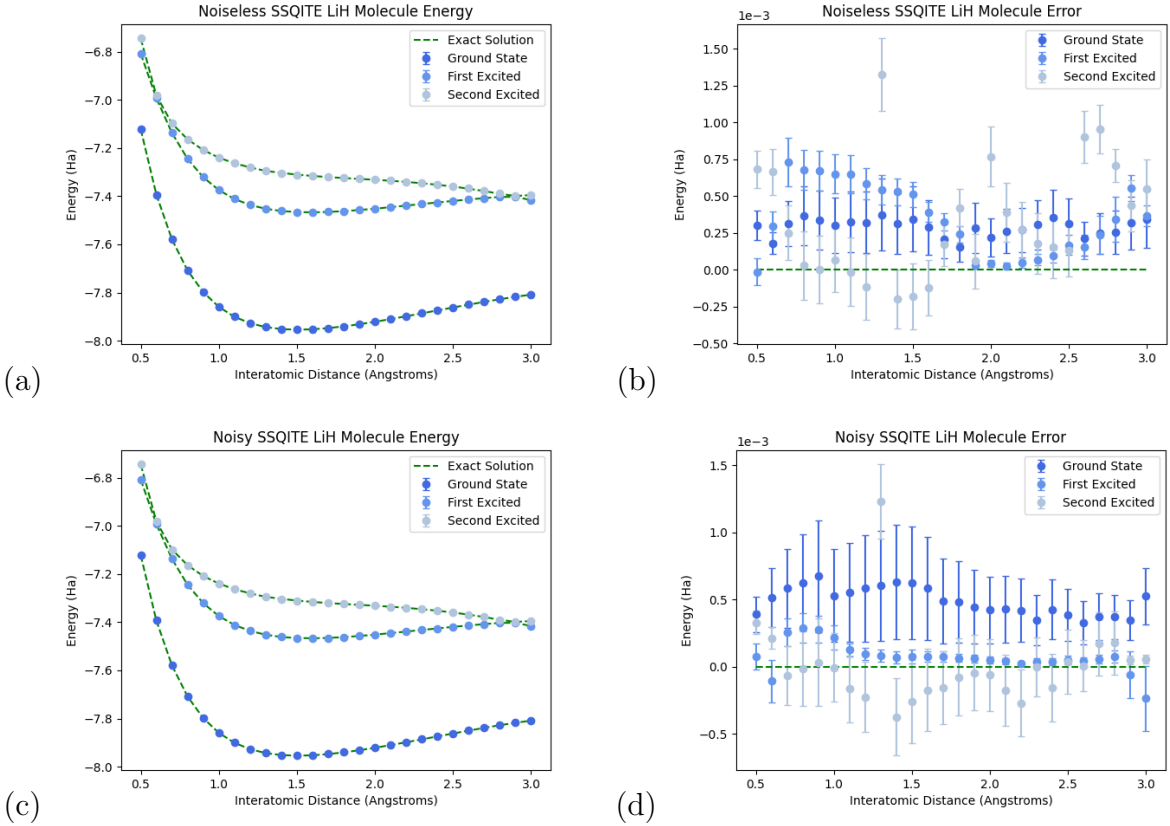 Noiseless SSQITE LiH Molecule Energy
Exact Solution
Ground State
First Excited
Second Excited
Energy (Ha)
−6.8
−7.0
−7.2
−7.4
−7.6
−7.8
−8.0
0.5 1.0 1.5 2.0 2.5 3.0
Interatomic Distance (Angstroms)
(a)
Noiseless SSQITE LiH Molecule Error
1e−3
Ground State
First Excited
Second Excited
Energy (Ha)
1.50
1.25
1.00
0.75
0.50
0.25
0.00
−0.25
−0.50
0.5 1.0 1.5 2.0 2.5 3.0
Interatomic Distance (Angstroms)
(b)
Noisy SSQITE LiH Molecule Energy
Exact Solution
Ground State
First Excited
Second Excited
Energy (Ha)
−6.8
−7.0
−7.2
−7.4
−7.6
−7.8
−8.0
0.5 1.0 1.5 2.0 2.5 3.0
Interatomic Distance (Angstroms)
(c)
Noisy SSQITE LiH Molecule Error
1e−3
Ground State
First Excited
Second Excited
Energy (Ha)
1.5
1.0
0.5
0.0
−0.5
0.5 1.0 1.5 2.0 2.5 3.0
Interatomic Distance (Angstroms)
(d)